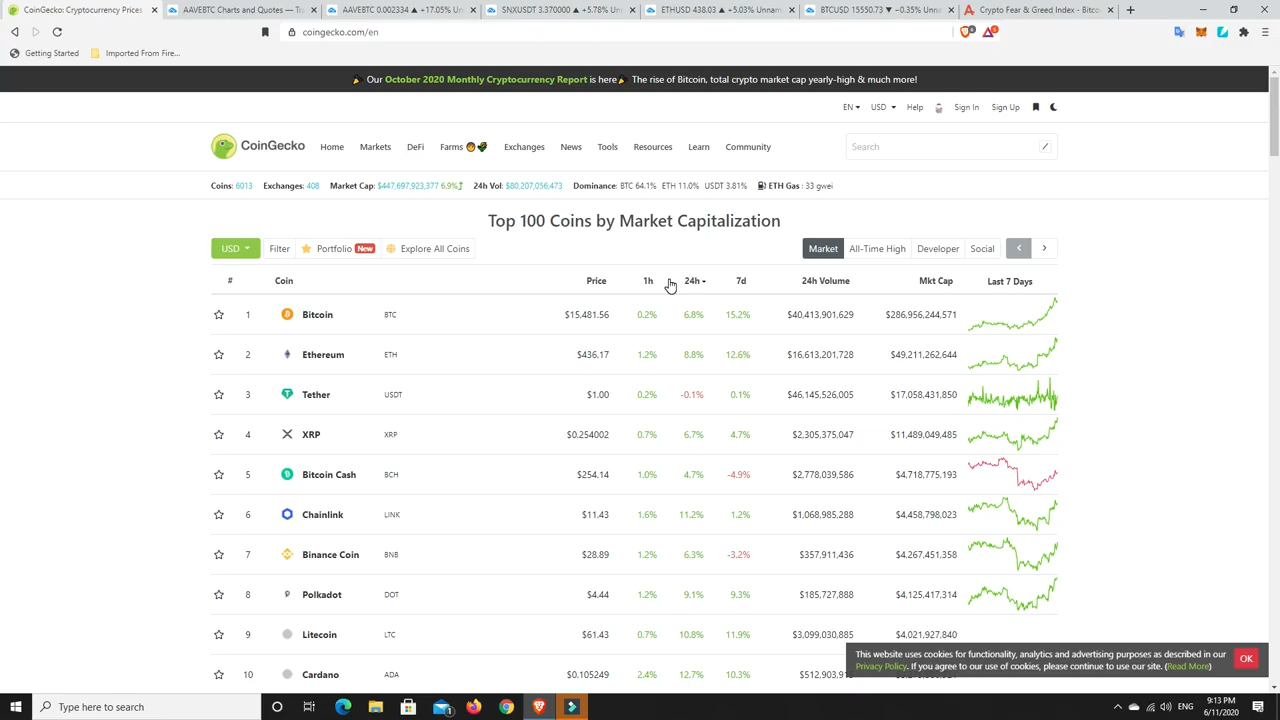 CoinGecko: Cryptocurrency Prices
AAVEBTC Charts and Quotes — Tra
AAVEBTC 0.002334 ▲ +17.05% Unn
SNXUSDT 3.370000 ▲ +5.78% Unna
ETHUSD 438.03 ▲ +5.03% Unnam
BTCUSD 15550.73 ▼ −0.35% Unna
Crypto Fear & Greed Index - Bitco
coingecko.com/en
Getting Started
Imported From Fire...
Our October 2020 Monthly Cryptocurrency Report is here The rise of Bitcoin, total crypto market cap yearly-high & much more!
EN USD Help Sign In Sign Up
CoinGecko Home Markets DeFi Farms Exchanges News Tools Resources Learn Community
Search /
Coins: 6013 Exchanges: 408 Market Cap: $447,697,923,377 6.9% 24h Vol: $80,207,056,473 Dominance: BTC 64.1% ETH 11.0% USDT 3.81% ETH Gas : 33 gwei
Top 100 Coins by Market Capitalization
USD Filter Portfolio New Explore All Coins Market All-Time High Developer Social < >
# Coin Price 1h 24h 7d 24h Volume Mkt Cap Last 7 Days
1 Bitcoin BTC $15,481.56 0.2% 6.8% 15.2% $40,413,901,629 $286,956,244,571
2 Ethereum ETH $436.17 1.2% 8.8% 12.6% $16,613,201,728 $49,211,262,644
3 Tether USDT $1.00 0.2% -0.1% 0.1% $46,145,526,005 $17,058,431,850
4 XRP XRP $0.254002 0.7% 6.7% 4.7% $2,305,375,047 $11,489,049,485
5 Bitcoin Cash BCH $254.14 1.0% 4.7% -4.9% $2,778,039,586 $4,718,775,193
6 Chainlink LINK $11.43 1.6% 11.2% 1.2% $1,068,985,288 $4,458,798,023
7 Binance Coin BNB $28.89 1.2% 6.3% -3.2% $357,911,436 $4,267,451,358
8 Polkadot DOT $4.44 1.2% 9.1% 9.3% $185,727,888 $4,125,417,314
9 Litecoin LTC $61.43 0.7% 10.8% 11.9% $3,099,030,885 $4,021,927,840
10 Cardano ADA $0.105249 2.4% 12.7% 10.3% $512,903,9
This website uses cookies for functionality, analytics and advertising purposes as described in our
Privacy Policy. If you agree to our use of cookies, please continue to use our site. (Read More)
OK
Type here to search
ENG
9:13 PM
6/11/2020